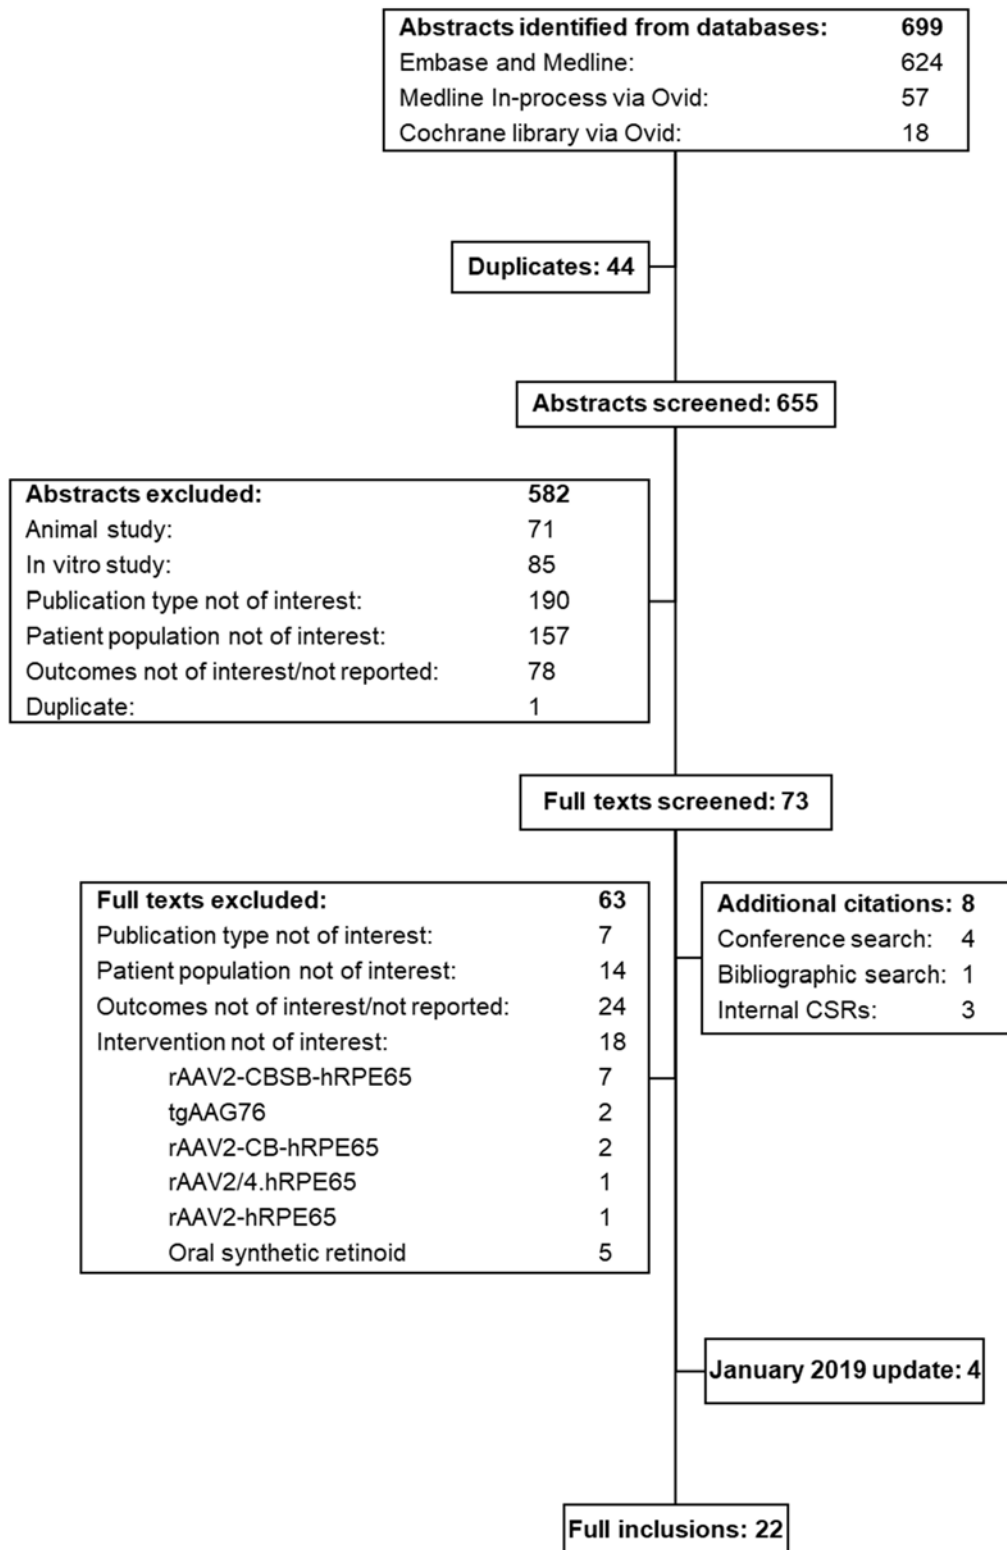 Abstracts identified from databases: 699
Embase and Medline: 624
Medline In-process via Ovid: 57
Cochrane library via Ovid: 18
Duplicates: 44
Abstracts screened: 655
Abstracts excluded: 582
Animal study: 71
In vitro study: 85
Publication type not of interest: 190
Patient population not of interest: 157
Outcomes not of interest/not reported: 78
Duplicate: 1
Full texts screened: 73
Full texts excluded: 63
Publication type not of interest: 7
Patient population not of interest: 14
Outcomes not of interest/not reported: 24
Intervention not of interest: 18
rAAV2-CBSB-hRPE65 7
tgAAG76 2
rAAV2-CB-hRPE65 2
rAAV2/4.hRPE65 1
rAAV2-hRPE65 1
Oral synthetic retinoid 5
Additional citations: 8
Conference search: 4
Bibliographic search: 1
Internal CSRs: 3
January 2019 update: 4
Full inclusions: 22